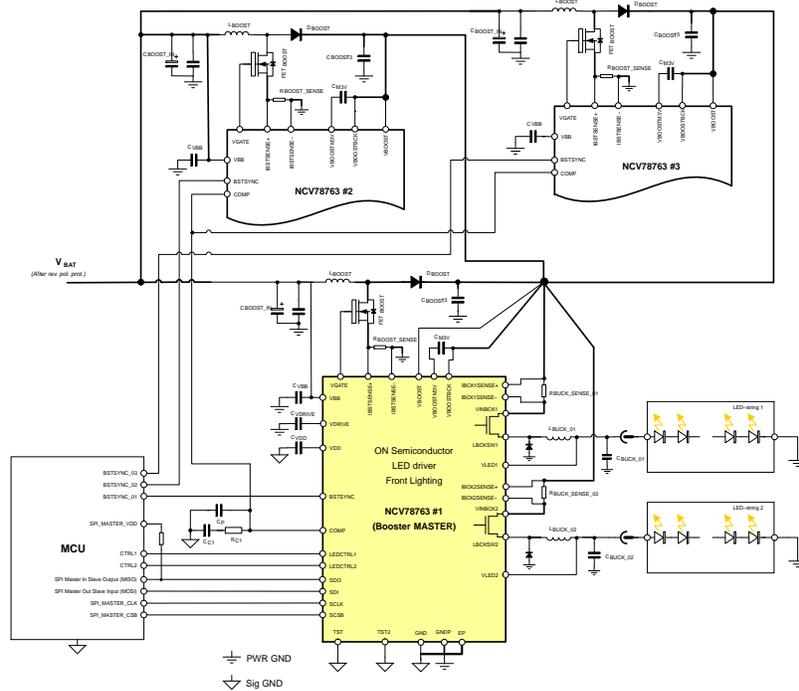 LBOOST
DBOOST
CBOOST_IN
+
FET BOOST
CBOOST3
RBOOST_SENSE
CM3V
VGATE
IBSTSENSE+
IBSTSENSE-
VBOOSTM3V
VBOOSTBCK
VBOOST
CVBB
VBB
BSTSYNC
COMP
NCV78763 #2
LBOOST
DBOOST
CBOOST_IN
+
FET BOOST
CBOOST3
RBOOST_SENSE
CM3V
VGATE
IBSTSENSE+
IBSTSENSE-
VBOOSTM3V
VBOOSTBCK
VBOOST
CVBB
VBB
BSTSYNC
COMP
NCV78763 #3
VBAT
(After rev. pol. prot.)
LBOOST
DBOOST
CBOOST_IN
+
FET BOOST
CBOOST3
RBOOST_SENSE
CM3V
VGATE
IBSTSENSE+
IBSTSENSE-
VBOOST
VBOOSTM3V
VBOOSTBCK
CVBB
VBB
CVDRIVE
VDRIVE
CVDD
VDD
BSTSYNC
CP
CC1
RC1
COMP
LEDCTRL1
LEDCTRL2
SDO
SDI
SCLK
SCSB
ON Semiconductor
LED driver
Front Lighting
NCV78763 #1
(Booster MASTER)
IBCK1SENSE+
IBCK1SENSE-
VINBCK1
LBCKSW1
VLED1
IBCK2SENSE+
IBCK2SENSE-
VINBCK2
LBCKSW2
VLED2
TST
TST2
GND
GNDP
EP
RBUCK_SENSE_01
LBUCK_01
CBUCK_01
LED-string 1
RBUCK_SENSE_02
LBUCK_02
CBUCK_02
LED-string 2
MCU
BSTSYNC_03
BSTSYNC_02
BSTSYNC_01
SPI_MASTER_VDD
CTRL1
CTRL2
SPI Master In Slave Output (MISO)
SPI Master Out Slave Input (MOSI)
SPI_MASTER_CLK
SPI_MASTER_CSB
PWR GND
Sig GND